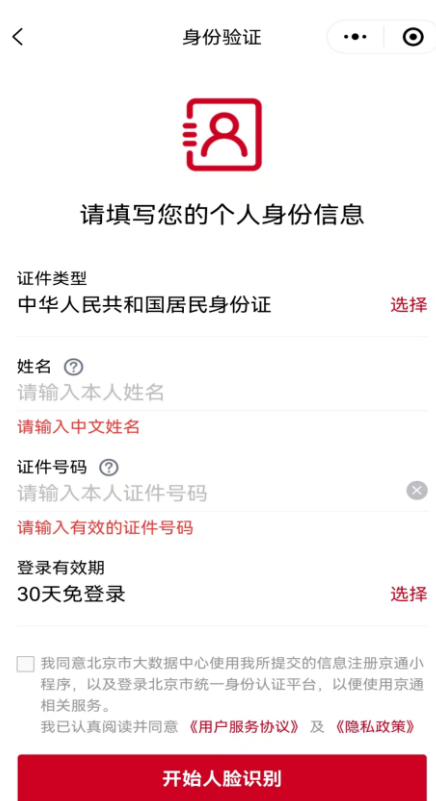 身份验证
请填写您的个人身份信息
证件类型
中华人民共和国居民身份证 选择
姓名 ?
请输入本人姓名
请输入中文姓名
证件号码 ?
请输入本人证件号码
请输入有效的证件号码
登录有效期
30天免登录 选择
我同意北京市大数据中心使用我所提交的信息注册京通小
程序，以及登录北京市统一身份认证平台，以便使用京通
相关服务。
我已认真阅读并同意《用户服务协议》及《隐私政策》
开始人脸识别